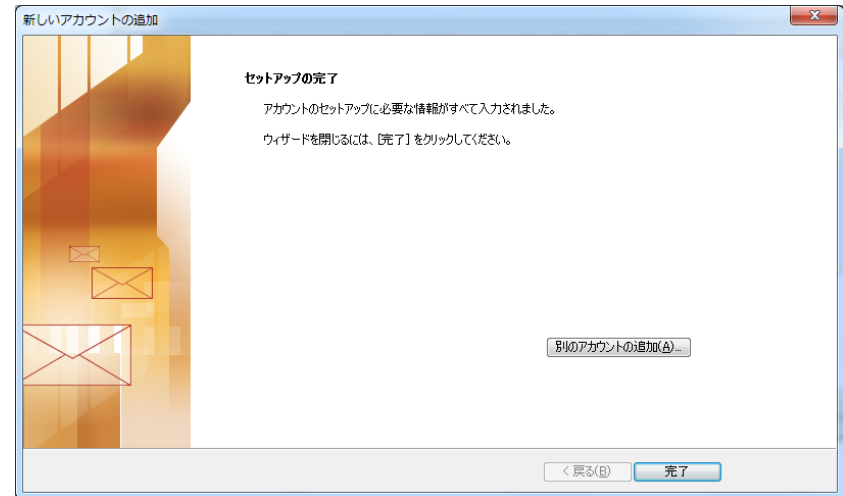 新しいアカウントの追加
セットアップの完了
アカウントのセットアップに必要な情報がすべて入力されました。
ウィザードを閉じるには、[完了] をクリックしてください。
別のアカウントの追加(A)...
< 戻る(B)
完了